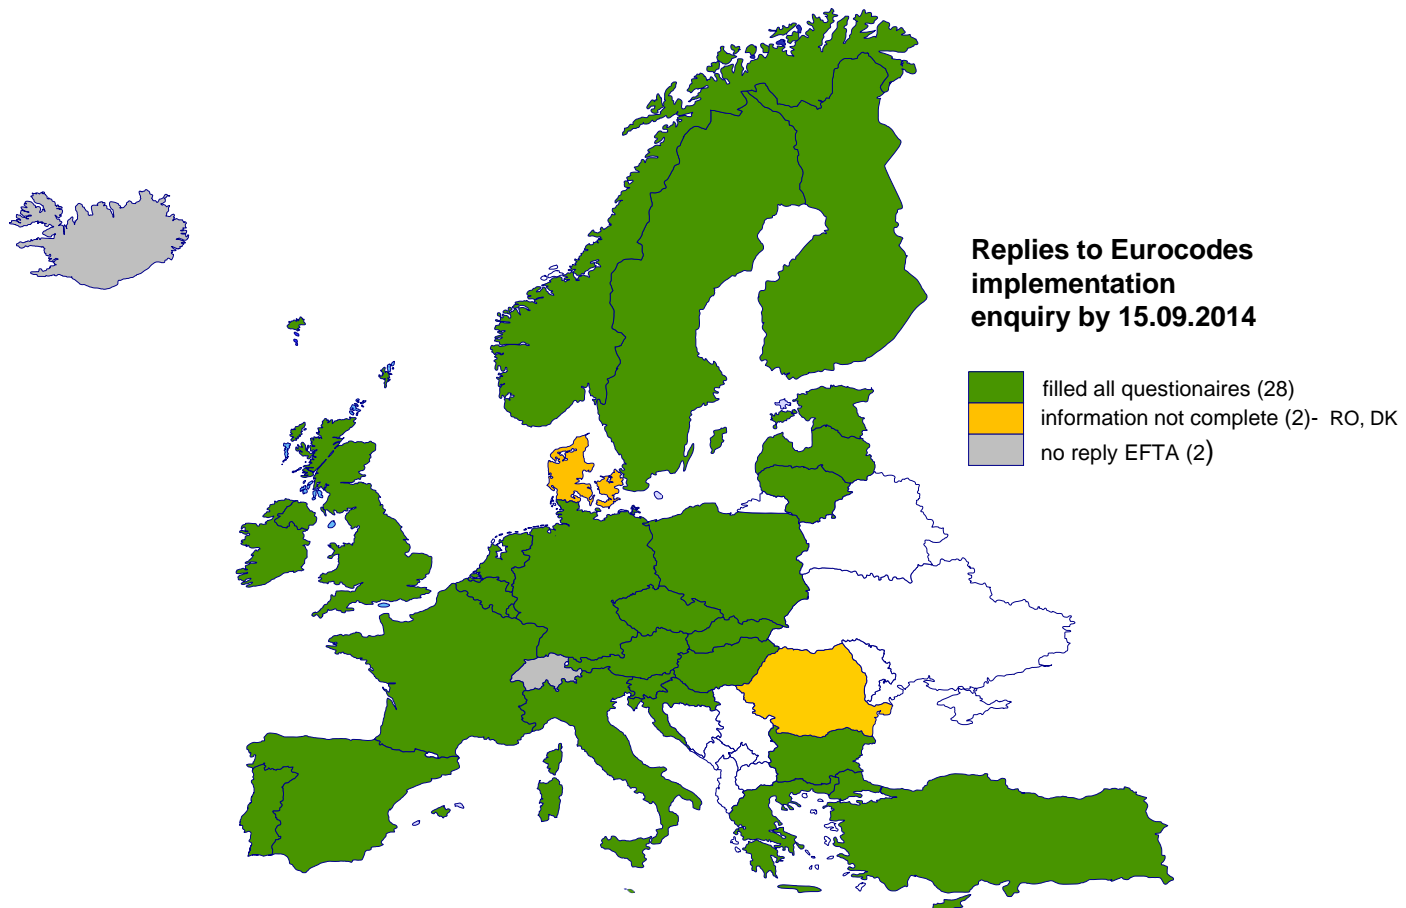 Replies to Eurocodes
implementation
enquiry by 15.09.2014
filled all questionaires (28)
information not complete (2)- RO, DK
no reply EFTA (2)